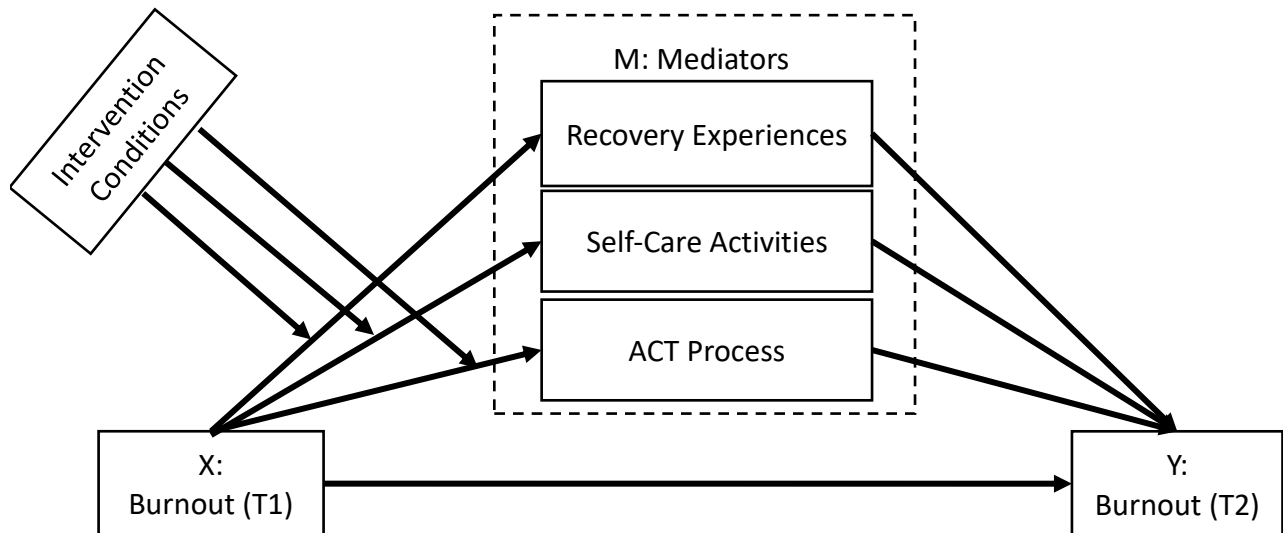 Intervention
Conditions
M: Mediators
Recovery Experiences
Self-Care Activities
ACT Process
X:
Burnout (T1)
Y:
Burnout (T2)